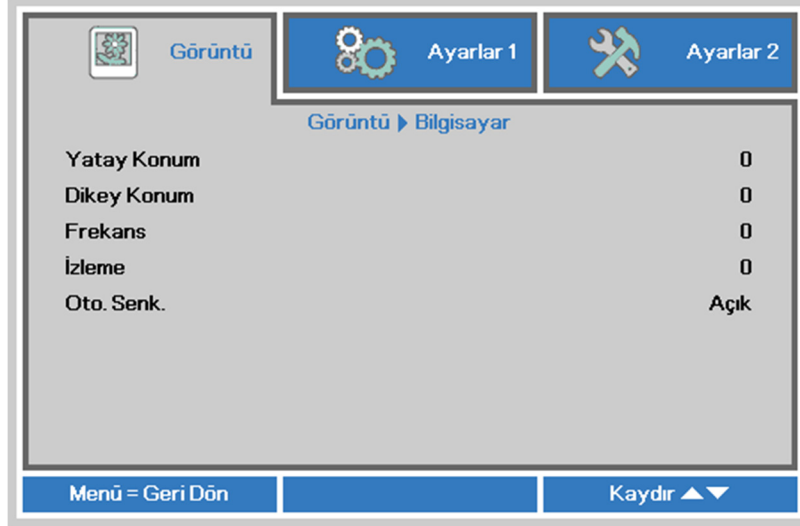 Görüntü
Ayarlar 1
Ayarlar 2
Görüntü ▶ Bilgisayar
Yatay Konum 0
Dikey Konum 0
Frekans 0
İzleme 0
Oto. Senk. Açık
Menü = Geri Dön
Kaydır ▲▼